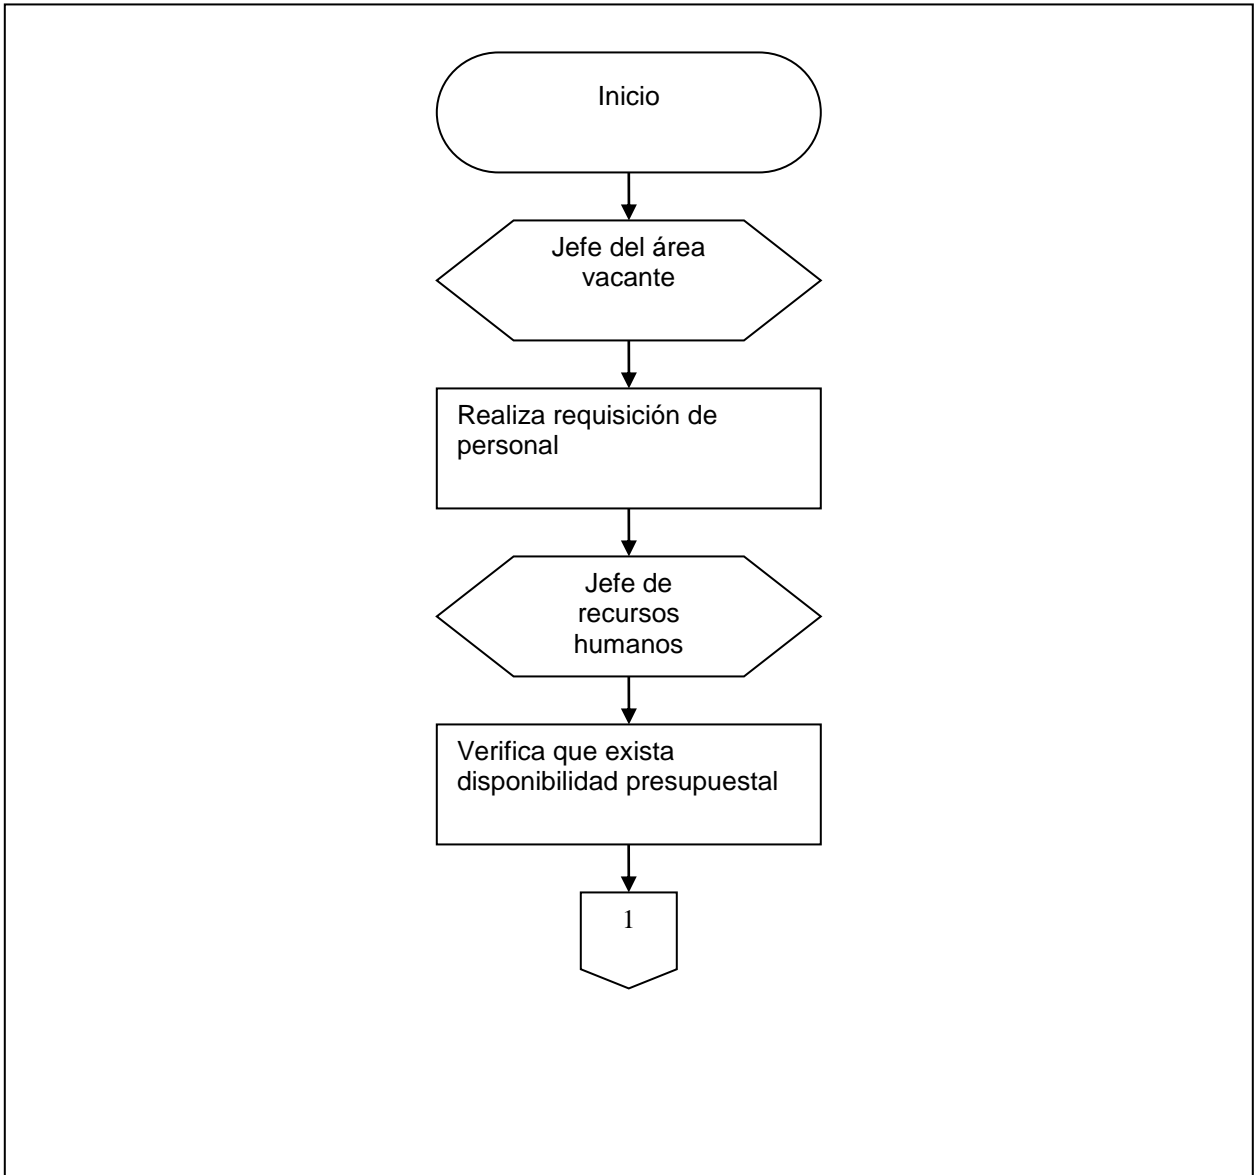 Inicio
Jefe del área
vacante
Realiza requisición de
personal
Jefe de
recursos
humanos
Verifica que exista
disponibilidad presupuestal
1